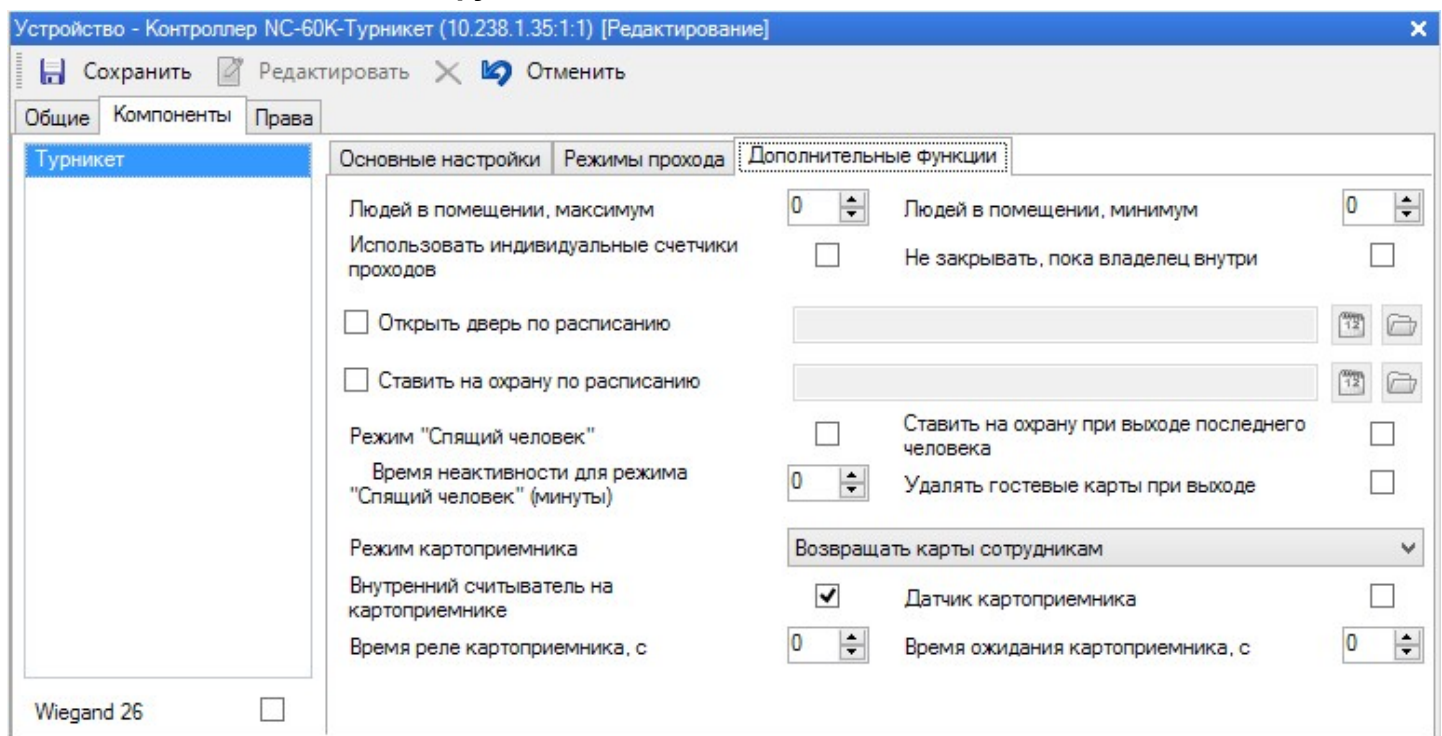 Устройство - Контроллер NC-60K-Турникет (10.238.1.35:1:1) [Редактирование]
Сохранить Редактировать Отменить
Общие Компоненты Права
Турникет
Основные настройки Режимы прохода Дополнительные функции
Людей в помещении, максимум 0 Людей в помещении, минимум 0
Использовать индивидуальные счетчики
проходов
Не закрывать, пока владелец внутри
Открыть дверь по расписанию
12
Ставить на охрану по расписанию
12
Режим "Спящий человек"
Ставить на охрану при выходе последнего
человека
Время неактивности для режима
"Спящий человек" (минуты)
0
Удалять гостевые карты при выходе
Режим картоприемника Возвращать карты сотрудникам
Внутренний считыватель на
картоприемнике
Датчик картоприемника
Время реле картоприемника, с 0 Время ожидания картоприемника, с 0
Wiegand 26